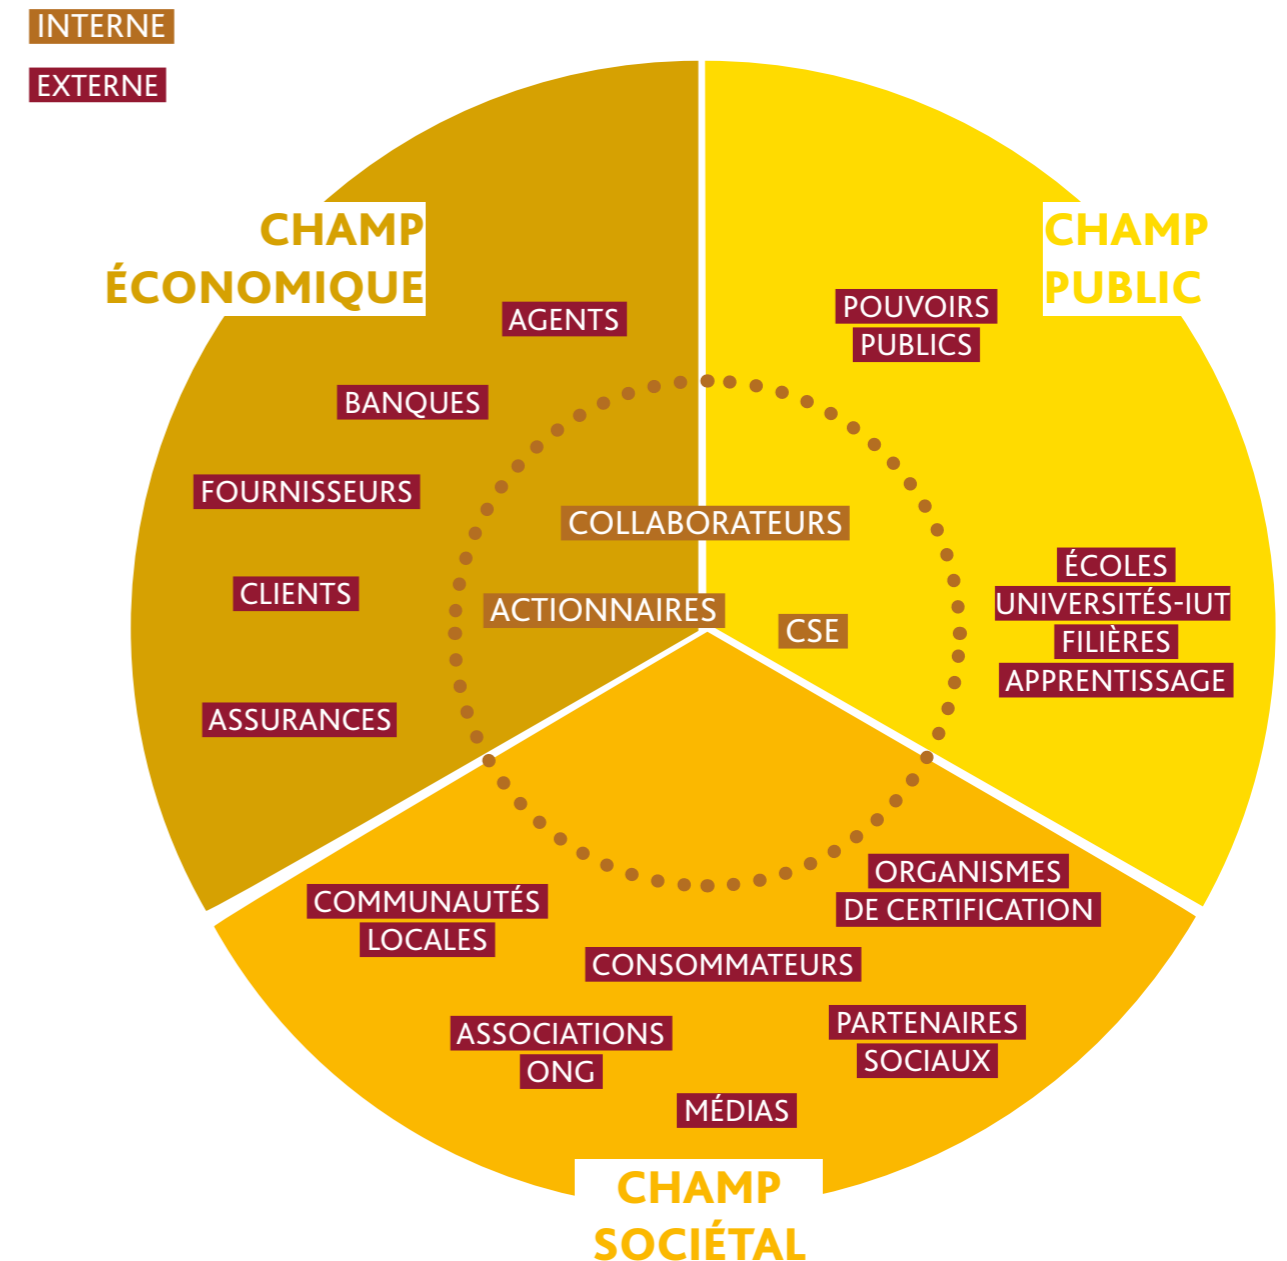 INTERNE
EXTERNE
CHAMP
ÉCONOMIQUE
AGENTS
BANQUES
FOURNISSEURS
CLIENTS
ASSURANCES
COLLABORATEURS
ACTIONNAIRES
CSE
CHAMP
PUBLIC
POUVOIRS
PUBLICS
ÉCOLES
UNIVERSITÉS-IUT
FILIÈRES
APPRENTISSAGE
COMMUNAUTÉS
LOCALES
ORGANISMES
DE CERTIFICATION
CONSOMMATEURS
ASSOCIATIONS
ONG
PARTENAIRES
SOCIAUX
MÉDIAS
CHAMP
SOCIÉTAL